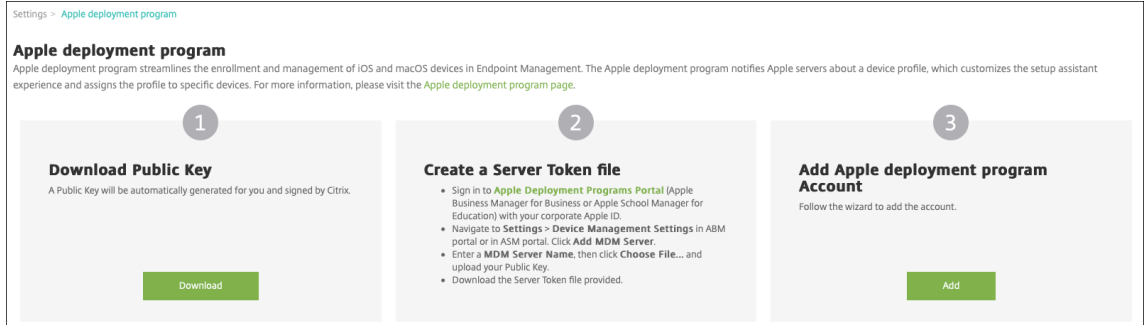 Settings > Apple deployment program
Apple deployment program
Apple deployment program streamlines the enrollment and management of iOS and macOS devices in Endpoint Management. The Apple deployment program notifies Apple servers about a device profile, which customizes the setup assistant
experience and assigns the profile to specific devices. For more information, please visit the Apple deployment program page.
1
Download Public Key
A Public Key will be automatically generated for you and signed by Citrix.
Download
2
Create a Server Token file
• Sign in to Apple Deployment Programs Portal (Apple
Business Manager for Business or Apple School Manager for
Education) with your corporate Apple ID.
• Navigate to Settings > Device Management Settings in ABM
portal or in ASM portal. Click Add MDM Server.
• Enter a MDM Server Name, then click Choose File... and
upload your Public Key.
• Download the Server Token file provided.
3
Add Apple deployment program
Account
Follow the wizard to add the account.
Add